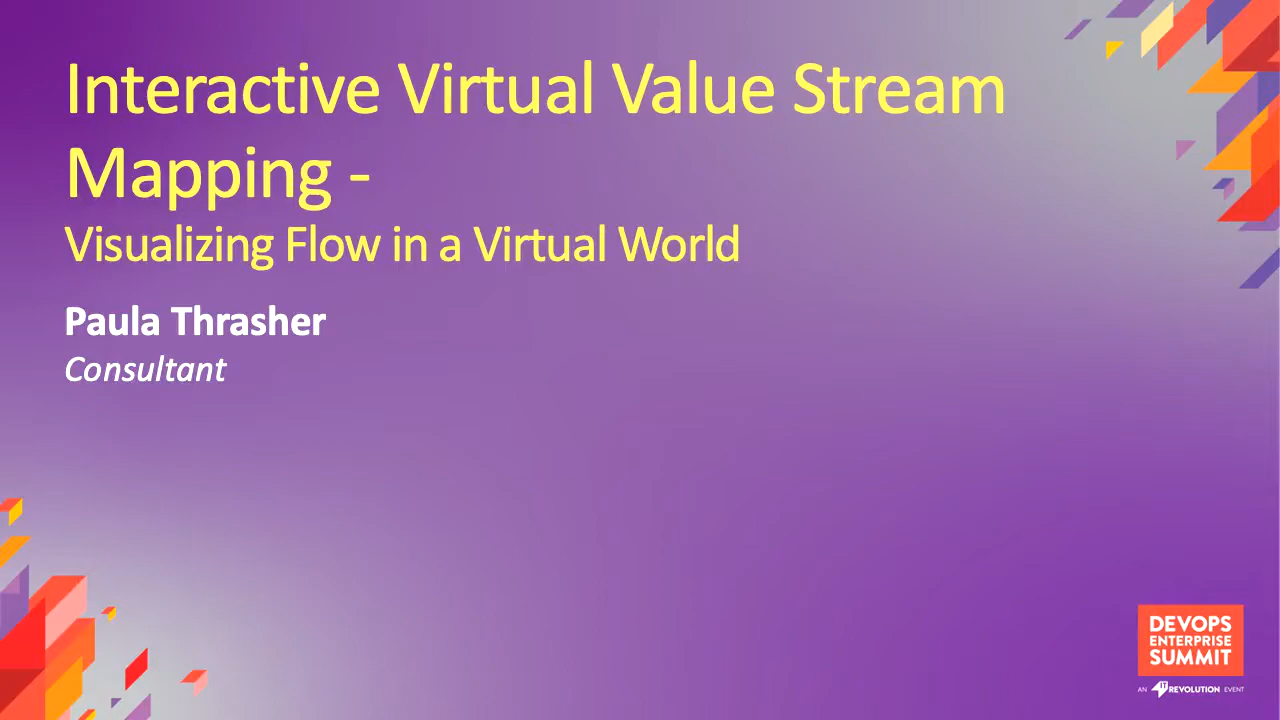 Interactive Virtual Value Stream
Mapping -
Visualizing Flow in a Virtual World
Paula Thrasher
Consultant
DEVOPS
ENTERPRISE
SUMMIT
AN IT REVOLUTION EVENT